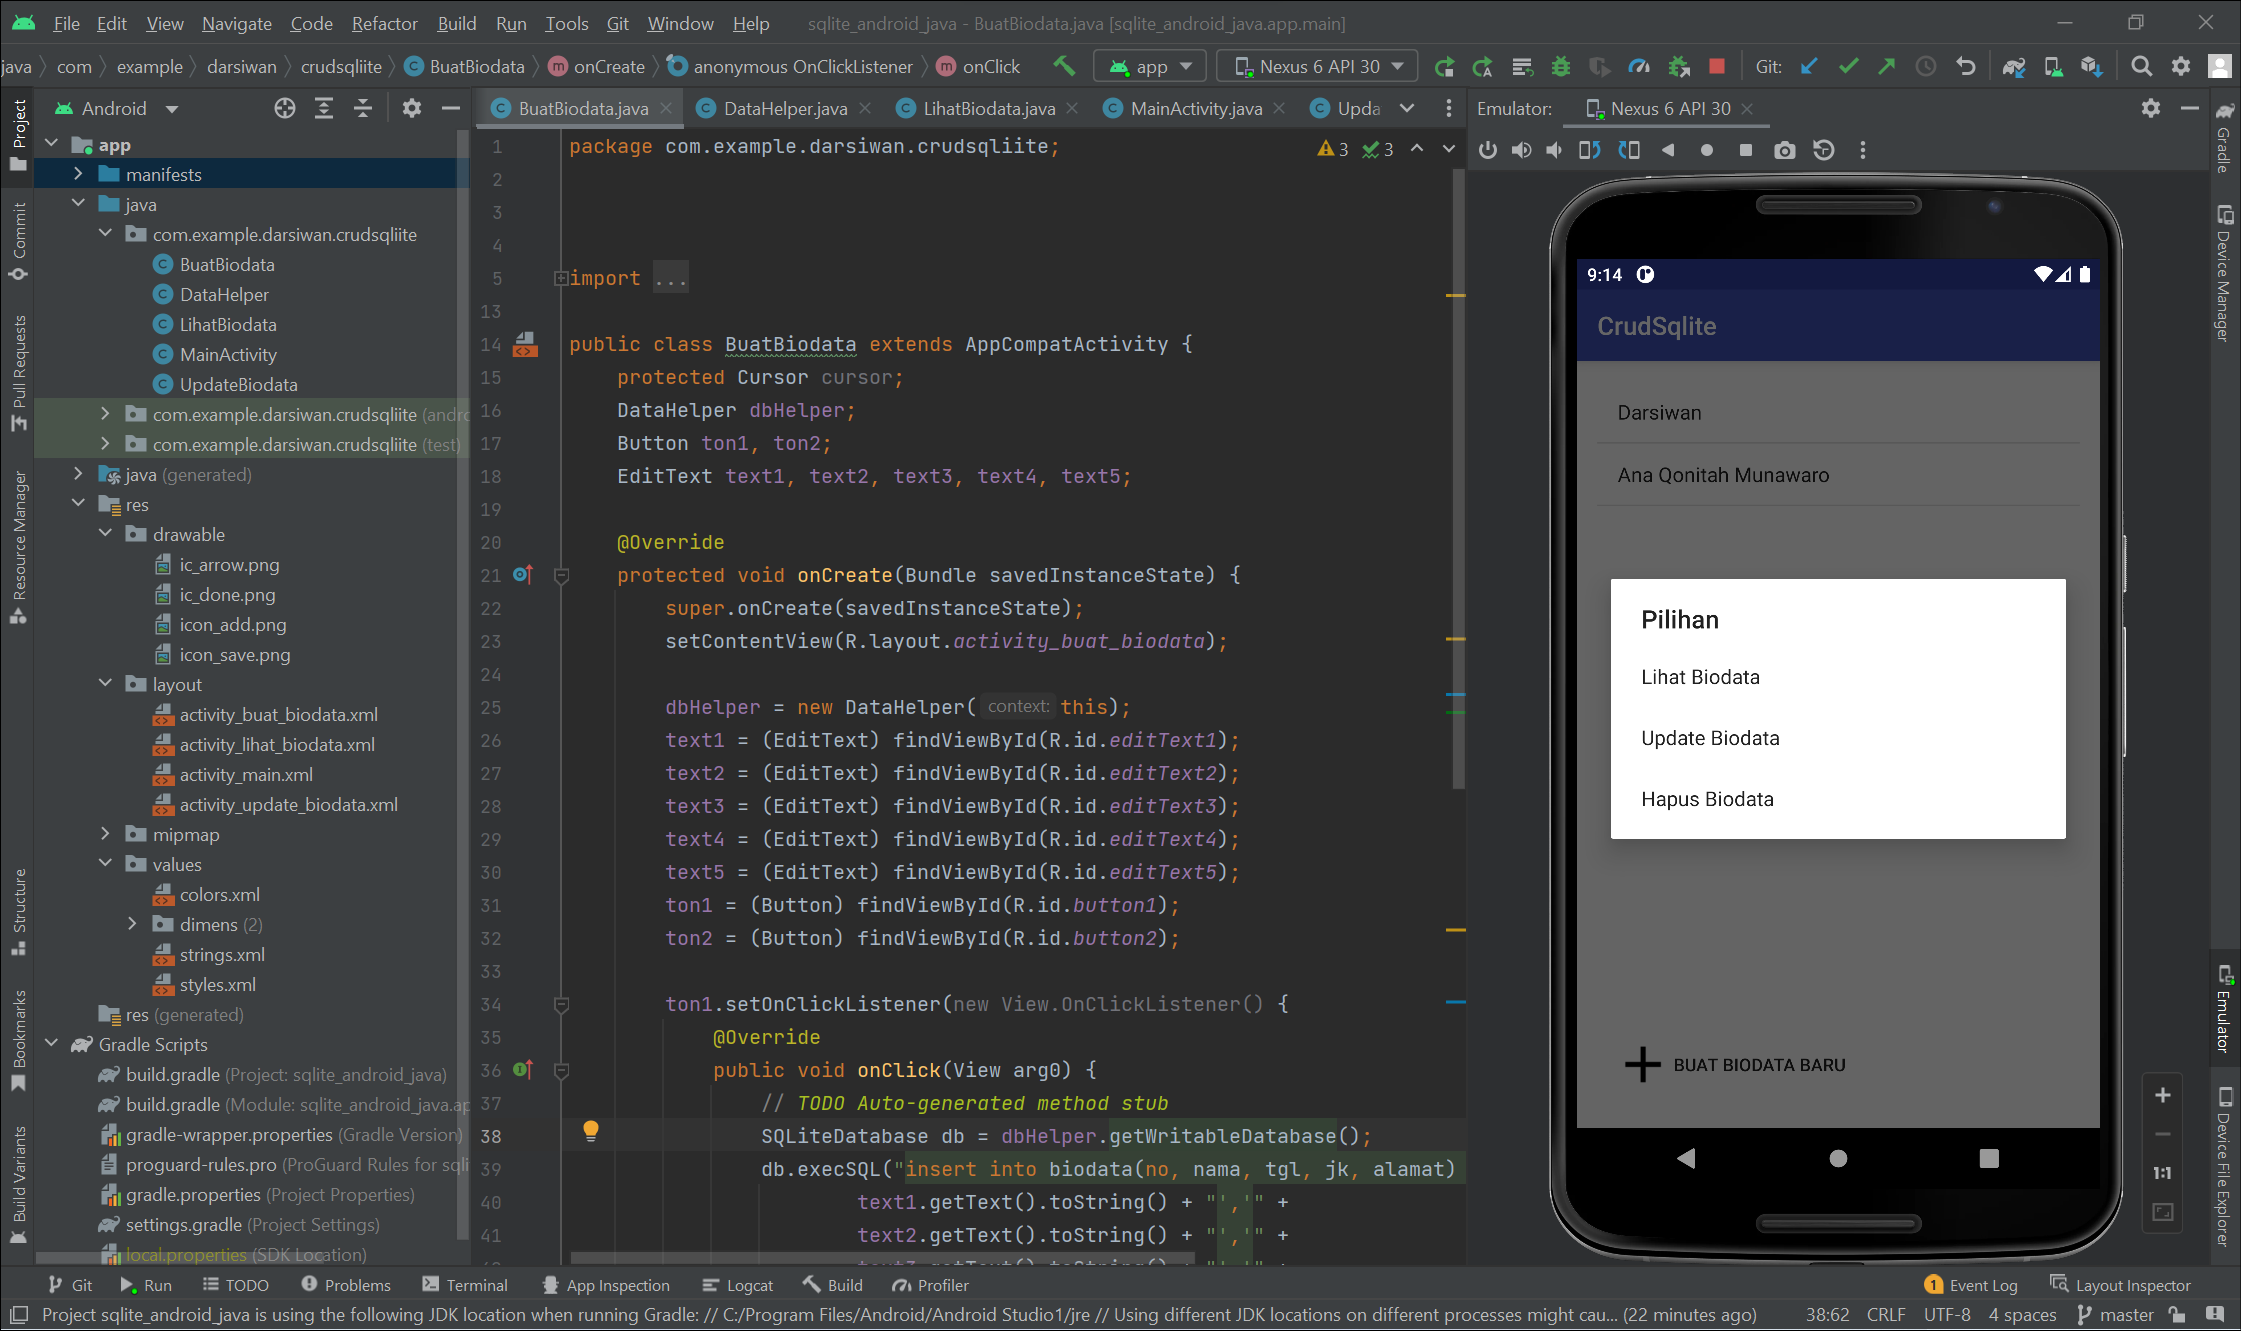 File Edit View Navigate Code Refactor Build Run Tools Git Window Help sqlite_android_java - BuatBiodata.java [sqlite_android_java.app.main]
java com example darsiwan crudsqliite BuatBiodata onCreate anonymous OnClickListener onClick app Nexus 6 API 30 Git:
Project
Commit
Pull Requests
Resource Manager
Structure
Bookmarks
Build Variants
Android
app
manifests
java
com.example.darsiwan.crudsqliite
BuatBiodata
DataHelper
LihatBiodata
MainActivity
UpdateBiodata
com.example.darsiwan.crudsqliite (andro
com.example.darsiwan.crudsqliite (test)
java (generated)
res
drawable
ic_arrow.png
ic_done.png
icon_add.png
icon_save.png
layout
activity_buat_biodata.xml
activity_lihat_biodata.xml
activity_main.xml
activity_update_biodata.xml
mipmap
values
colors.xml
dimens (2)
strings.xml
styles.xml
res (generated)
Gradle Scripts
build.gradle (Project: sqlite_android_java)
build.gradle (Module: sqlite_android_java.ap
gradle-wrapper.properties (Gradle Version)
proguard-rules.pro (ProGuard Rules for sqli
gradle.properties (Project Properties)
settings.gradle (Project Settings)
local.properties (SDK Location)
BuatBiodata.java DataHelper.java LihatBiodata.java MainActivity.java Upda
3 3
1 package com.example.darsiwan.crudsqliite;
2
3
4
5 import ...
13
14 public class BuatBiodata extends AppCompatActivity {
15 protected Cursor cursor;
16 DataHelper dbHelper;
17 Button ton1, ton2;
18 EditText text1, text2, text3, text4, text5;
19
20 @Override
21 protected void onCreate(Bundle savedInstanceState) {
22 super.onCreate(savedInstanceState);
23 setContentView(R.layout.activity_buat_biodata);
24
25 dbHelper = new DataHelper( context: this);
26 text1 = (EditText) findViewById(R.id.editText1);
27 text2 = (EditText) findViewById(R.id.editText2);
28 text3 = (EditText) findViewById(R.id.editText3);
29 text4 = (EditText) findViewById(R.id.editText4);
30 text5 = (EditText) findViewById(R.id.editText5);
31 ton1 = (Button) findViewById(R.id.button1);
32 ton2 = (Button) findViewById(R.id.button2);
33
34 ton1.setOnClickListener(new View.OnClickListener() {
35 @Override
36 public void onClick(View arg0) {
37 // TODO Auto-generated method stub
38 SQLiteDatabase db = dbHelper.getWritableDatabase();
39 db.execSQL("insert into biodata(no, nama, tgl, jk, alamat)
40 text1.getText().toString() + "','" +
41 text2.getText().toString() + "','" +
Emulator: Nexus 6 API 30
9:14
CrudSqlite
Darsiwan
Ana Qonitah Munawaro
Pilihan
Lihat Biodata
Update Biodata
Hapus Biodata
BUAT BIODATA BARU
1:1
Gradle
Device Manager
Emulator
Device File Explorer
Git Run TODO Problems Terminal App Inspection Logcat Build Profiler 1 Event Log Layout Inspector
Project sqlite_android_java is using the following JDK location when running Gradle: // C:/Program Files/Android/Android Studio1/jre // Using different JDK locations on different processes might cau... (22 minutes ago) 38:62 CRLF UTF-8 4 spaces master